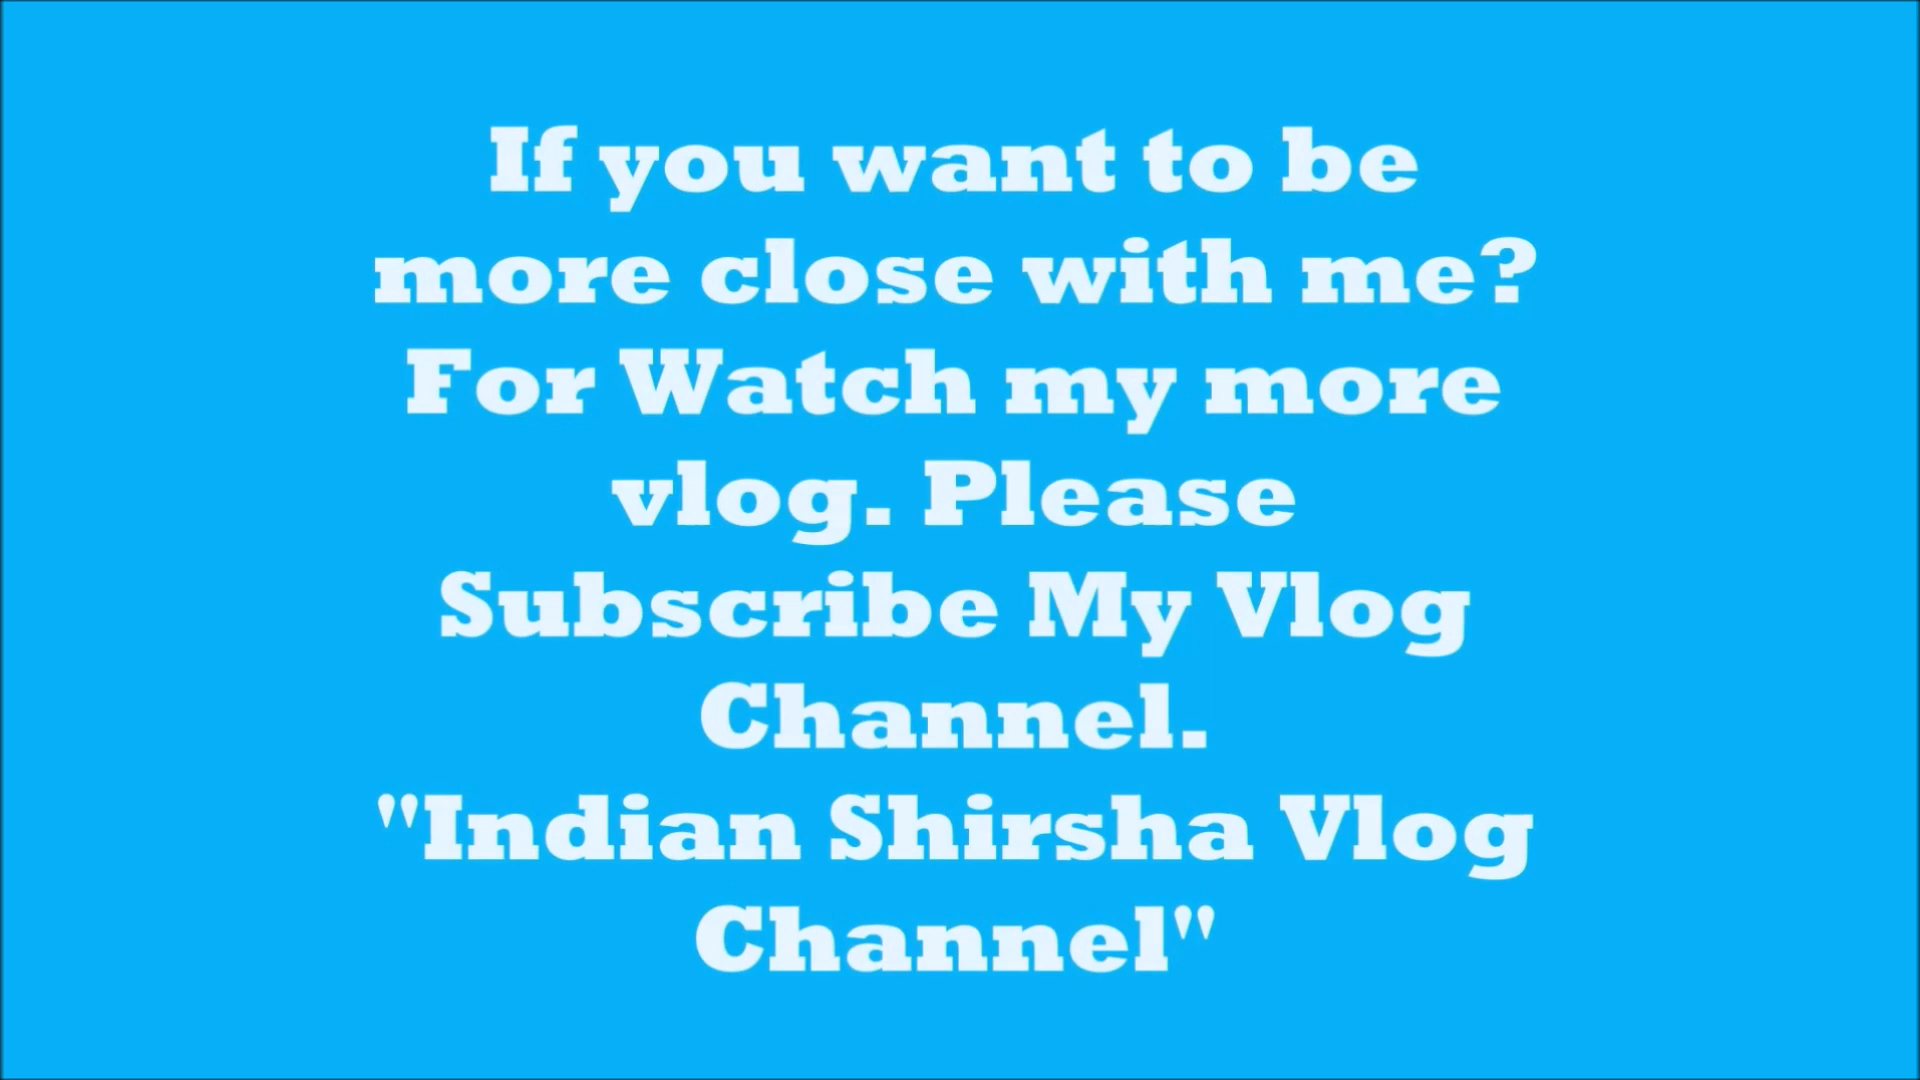 If you want to be
more close with me?
For Watch my more
vlog. Please
Subscribe My Vlog
Channel.
"Indian Shirsha Vlog
Channel"